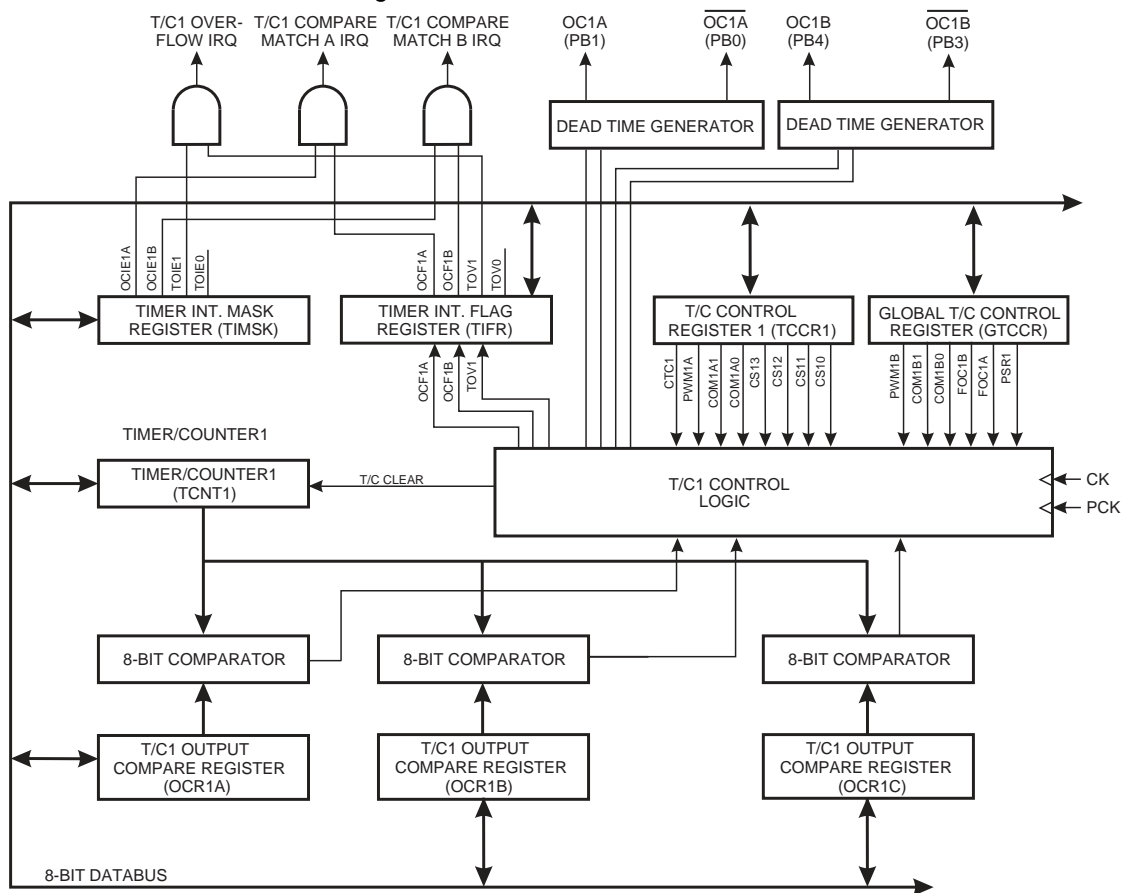 T/C1 OVER-
FLOW IRQ
T/C1 COMPARE
MATCH A IRQ
T/C1 COMPARE
MATCH B IRQ
OC1A
(PB1)
OC1A
(PB0)
OC1B
(PB4)
OC1B
(PB3)
DEAD TIME GENERATOR
DEAD TIME GENERATOR
OCIE1A
OCIE1B
TOIE1
TOIE0
OCF1A
OCF1B
TOV1
TOV0
TIMER INT. MASK
REGISTER (TIMSK)
TIMER INT. FLAG
REGISTER (TIFR)
T/C CONTROL
REGISTER 1 (TCCR1)
GLOBAL T/C CONTROL
REGISTER (GTCCR)
OCF1A
OCF1B
TOV1
CTC1
PWM1A
COM1A1
COM1A0
CS13
CS12
CS11
CS10
PWM1B
COM1B1
COM1B0
FOC1B
FOC1A
PSR1
TIMER/COUNTER1
TIMER/COUNTER1
(TCNT1)
T/C CLEAR
T/C1 CONTROL
LOGIC
CK
PCK
8-BIT COMPARATOR
8-BIT COMPARATOR
8-BIT COMPARATOR
T/C1 OUTPUT
COMPARE REGISTER
(OCR1A)
T/C1 OUTPUT
COMPARE REGISTER
(OCR1B)
T/C1 OUTPUT
COMPARE REGISTER
(OCR1C)
8-BIT DATABUS